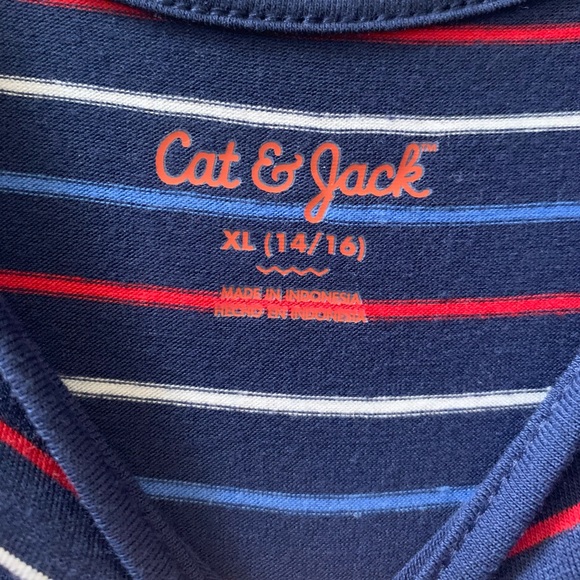 Cat & Jack™
XL (14/16)
MADE IN INDONESIA
HECHO EN INDONESIA